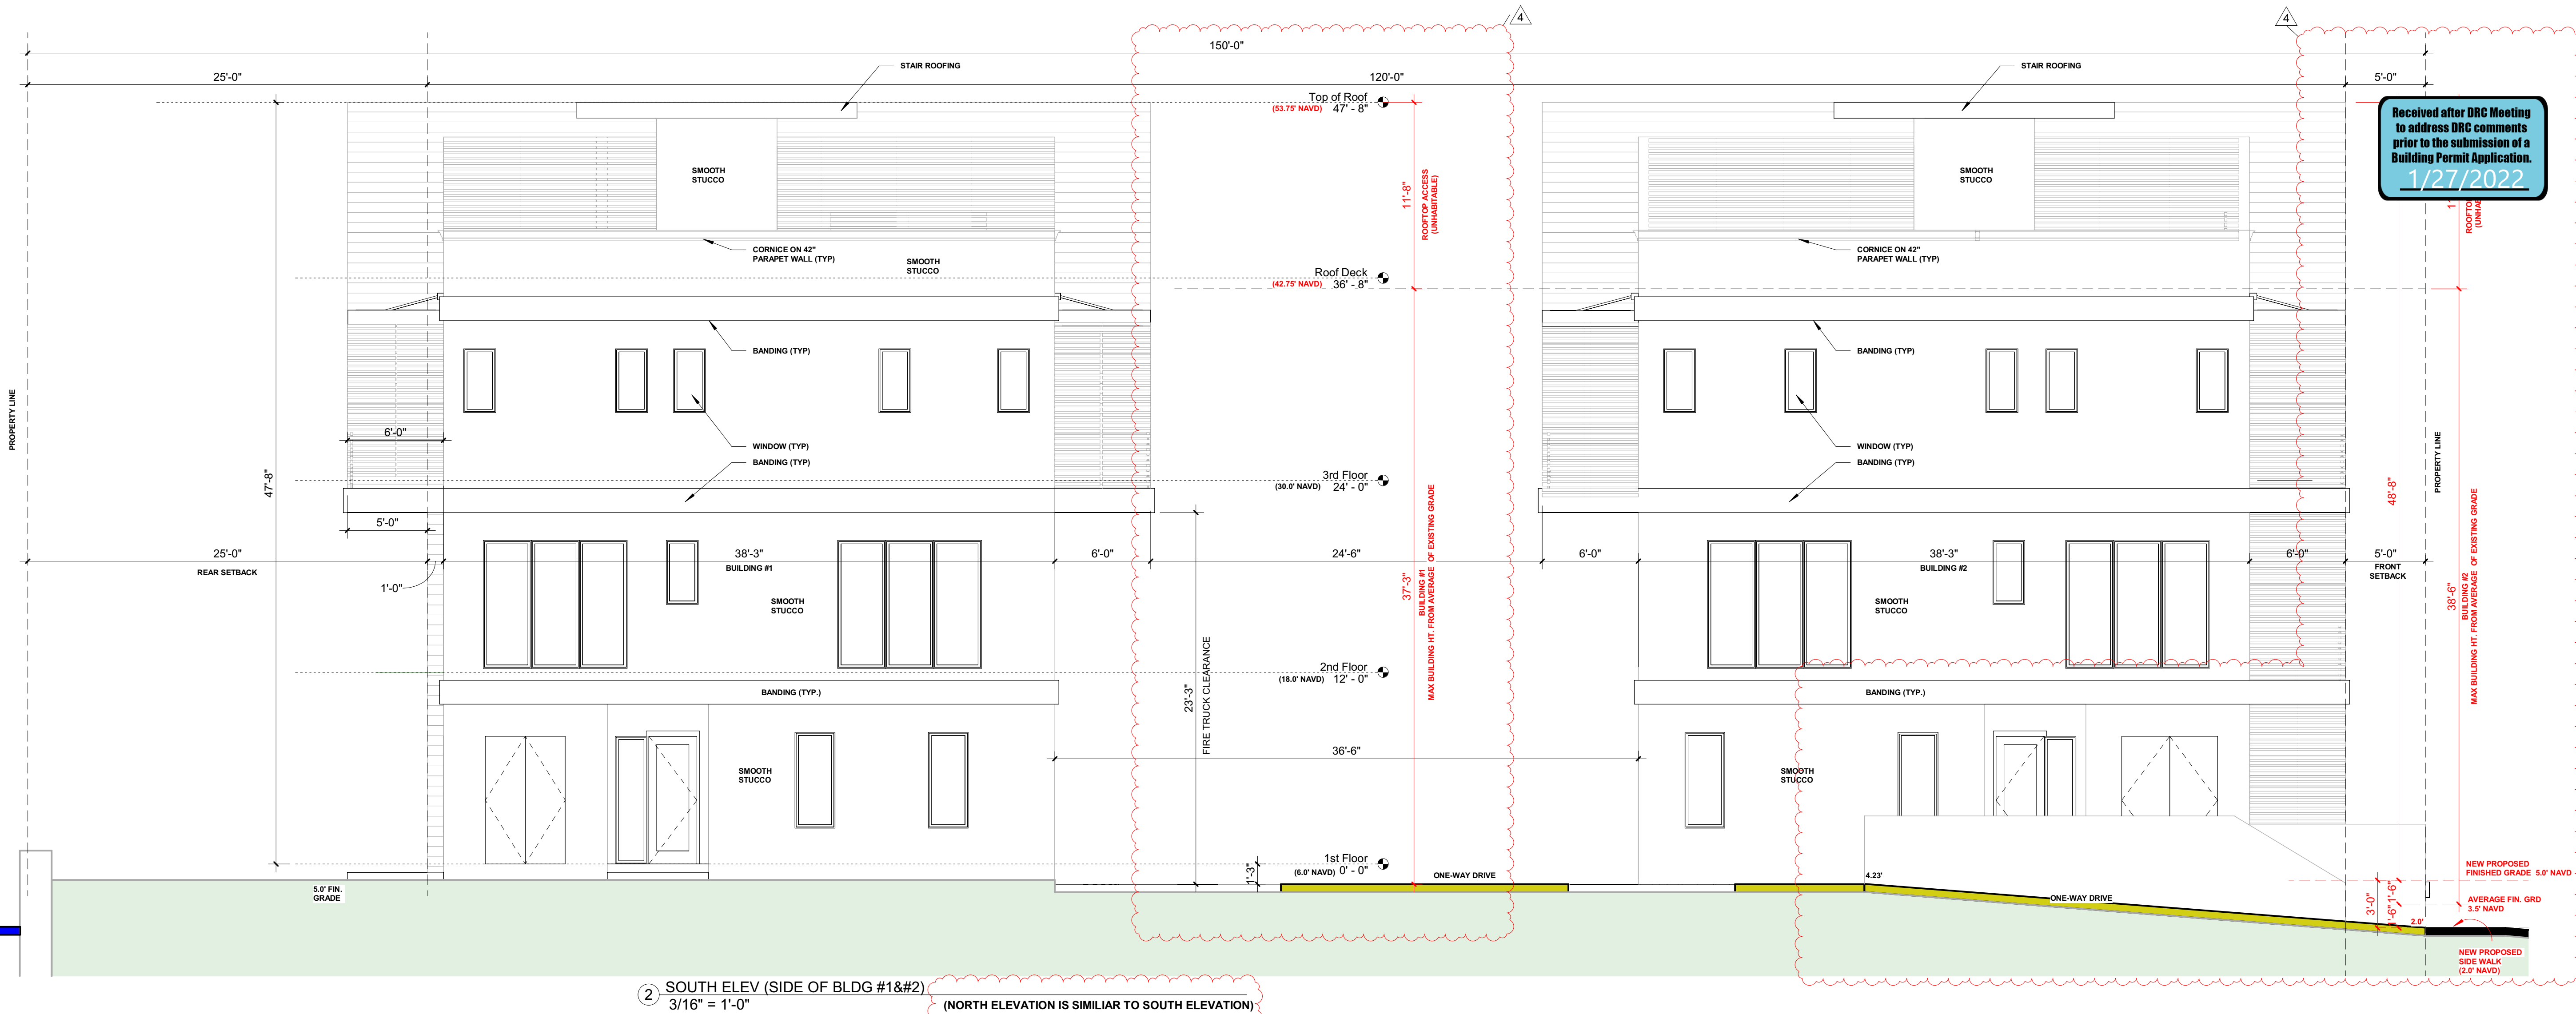 4
4
150'-0"
25'-0"
120'-0"
5'-0"
STAIR ROOFING
STAIR ROOFING
Top of Roof
(53.75' NAVD) 47' - 8"
Received after DRC Meeting
to address DRC comments
prior to the submission of a
Building Permit Application.
1/27/2022
SMOOTH
STUCCO
SMOOTH
STUCCO
11'-8"
ROOFTOP ACCESS
(UNHABITABLE)
CORNICE ON 42"
PARAPET WALL (TYP)
SMOOTH
STUCCO
CORNICE ON 42"
PARAPET WALL (TYP)
Roof Deck
(42.75' NAVD) 36' - 8"
BANDING (TYP)
BANDING (TYP)
PROPERTY LINE
6'-0"
WINDOW (TYP)
WINDOW (TYP)
BANDING (TYP)
BANDING (TYP)
PROPERTY LINE
47'-8"
3rd Floor
(30.0' NAVD) 24' - 0"
48'-8"
5'-0"
25'-0"
REAR SETBACK
1'-0"
38'-3"
BUILDING #1
6'-0"
24'-6"
6'-0"
38'-3"
BUILDING #2
6'-0"
5'-0"
FRONT
SETBACK
37'-3"
BUILDING #1
MAX BUILDING HT. FROM AVERAGE OF EXISTING GRADE
38'-6"
BUILDING #2
MAX BUILDING HT. FROM AVERAGE OF EXISTING GRADE
SMOOTH
STUCCO
SMOOTH
STUCCO
2nd Floor
(18.0' NAVD) 12' - 0"
BANDING (TYP.)
BANDING (TYP.)
23'-3"
FIRE TRUCK CLEARANCE
36'-6"
SMOOTH
STUCCO
SMOOTH
STUCCO
1st Floor
(6.0' NAVD) 0' - 0"
1'-3"
ONE-WAY DRIVE
4.23'
ONE-WAY DRIVE
5.0' FIN.
GRADE
NEW PROPOSED
FINISHED GRADE 5.0' NAVD
3'-0"
1'-6"
1'-6"
AVERAGE FIN. GRD
3.5' NAVD
2.0'
NEW PROPOSED
SIDE WALK
(2.0' NAVD)
2
SOUTH ELEV (SIDE OF BLDG #1&#2)
3/16" = 1'-0"
(NORTH ELEVATION IS SIMILIAR TO SOUTH ELEVATION)